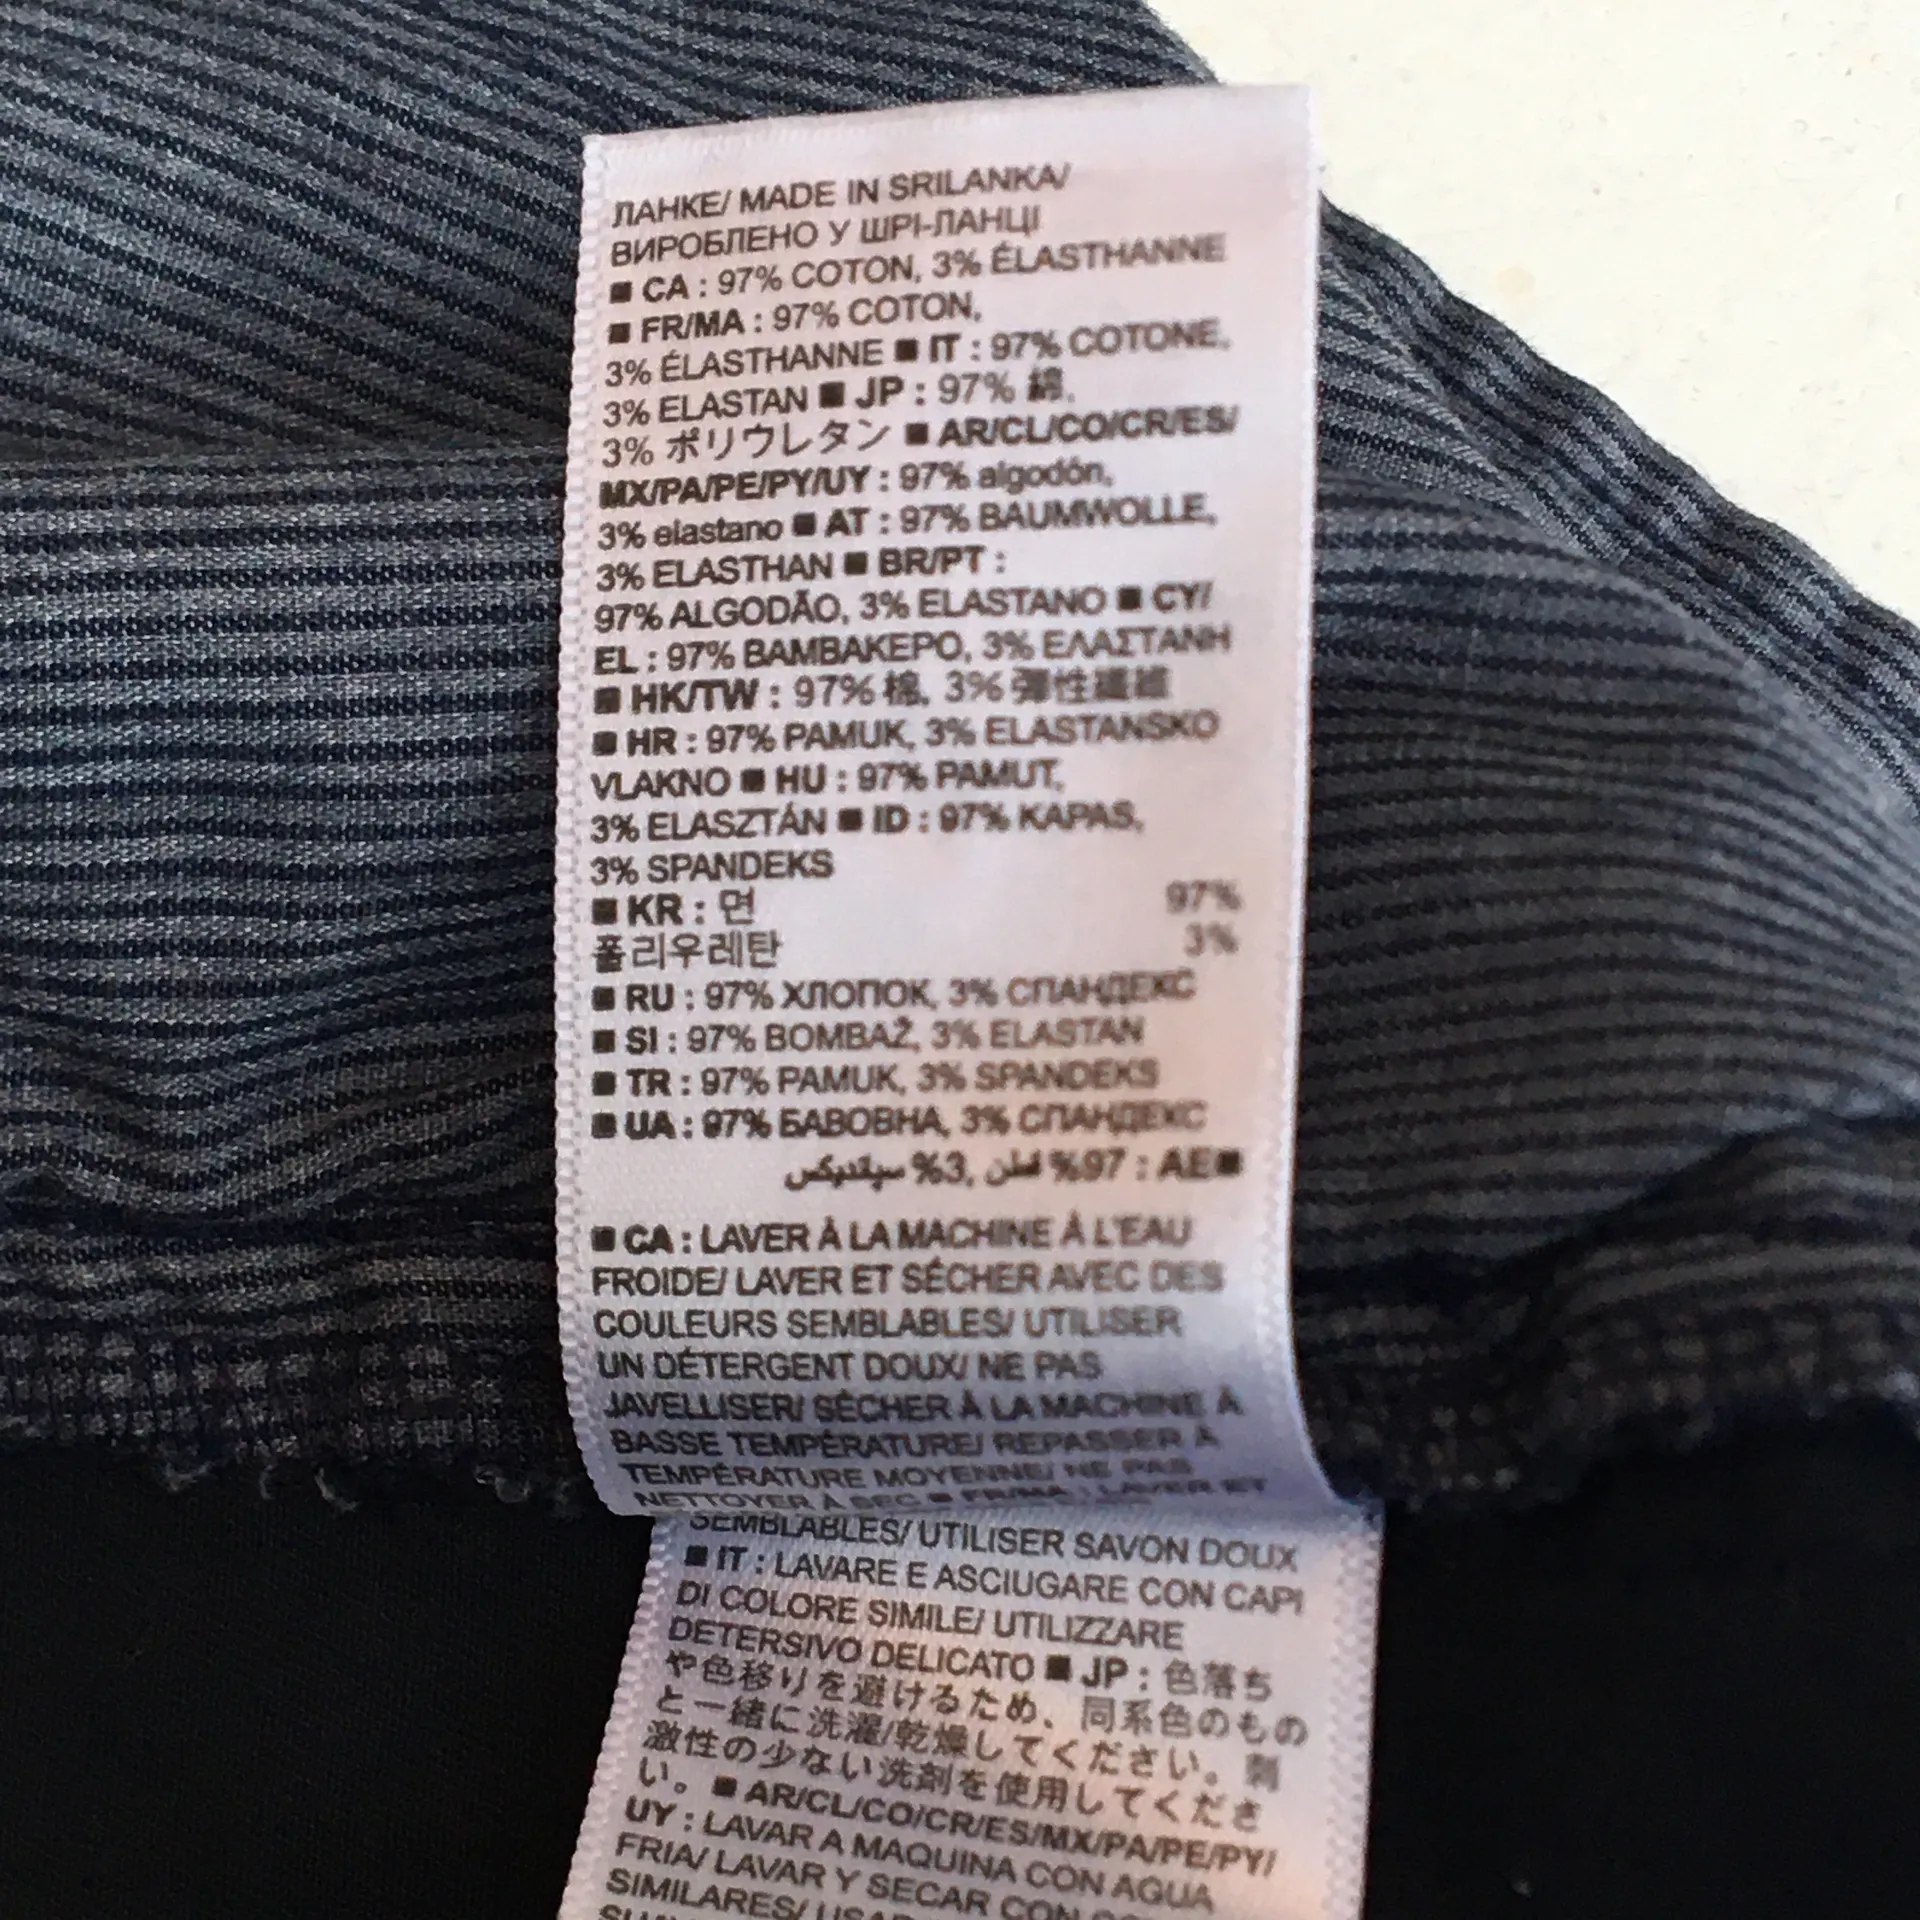 ЛАНКЕ/ MADE IN SRILANKA/
ВИРОБЛЕНО У ШРІ-ЛАНЦІ
■ CA : 97% COTON, 3% ÉLASTHANNE
■ FR/MA : 97% COTON,
3% ÉLASTHANNE ■ IT : 97% COTONE,
3% ELASTAN ■ JP : 97% 綿,
3% ポリウレタン ■ AR/CL/CO/CR/ES/
MX/PA/PE/PY/UY : 97% algodón,
3% elastano ■ AT : 97% BAUMWOLLE,
3% ELASTHAN ■ BR/PT :
97% ALGODÃO, 3% ELASTANO ■ CY/
EL : 97% ΒΑΜΒΑΚΕΡΟ, 3% ΕΛΑΣΤΑΝΗ
■ HK/TW : 97% 棉, 3% 彈性纖維
■ HR : 97% PAMUK, 3% ELASTANSKO
VLAKNO ■ HU : 97% PAMUT,
3% ELASZTÁN ■ ID : 97% KAPAS,
3% SPANDEKS
■ KR : 면 97%
폴리우레탄 3%
■ RU : 97% ХЛОПОК, 3% СПАНДЕКС
■ SI : 97% BOMBAŽ, 3% ELASTAN
■ TR : 97% PAMUK, 3% SPANDEKS
■ UA : 97% БАВОВНА, 3% СПАНДЕКС
■AE : 97% قطن, 3%
■ CA : LAVER À LA MACHINE À L'EAU
FROIDE/ LAVER ET SÉCHER AVEC DES
COULEURS SEMBLABLES/ UTILISER
UN DÉTERGENT DOUX/ NE PAS
JAVELLISER/ SÉCHER À LA MACHINE À
BASSE TEMPÉRATURE/ REPASSER À
TEMPÉRATURE MOYENNE/ NE PAS
NETTOYER À SEC ■ FR/MA : LAVER ET
SEMBLABLES/ UTILISER SAVON DOUX
■ IT : LAVARE E ASCIUGARE CON CAPI
DI COLORE SIMILE/ UTILIZZARE
DETERSIVO DELICATO ■ JP : 色落ち
や色移りを避けるため、同系色のもの
と一緒に洗濯/乾燥してください。刺
激性の少ない洗剤を使用してくださ
い。 ■ AR/CL/CO/CR/ES/MX/PA/PE/PY/
UY : LAVAR A MAQUINA CON AGUA
FRIA/ LAVAR Y SECAR CON
SIMILARES/